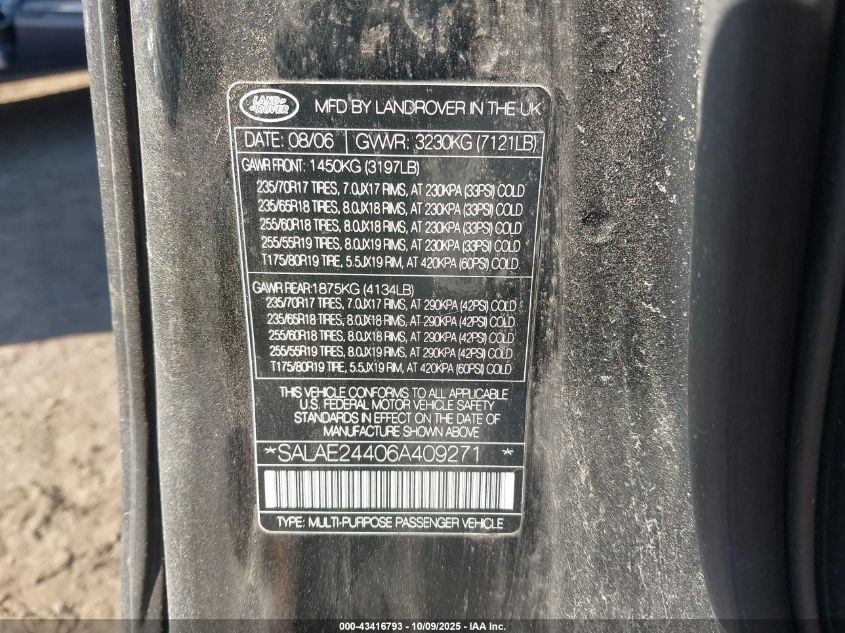 LAND-
ROVER
MFD BY LANDROVER IN THE UK
DATE: 08/06 GVWR: 3230KG (7121LB)
GAWR FRONT: 1450KG (3197LB)
235/70R17 TIRES, 7.0JX17 RIMS, AT 230KPA (33PSI) COLD
235/65R18 TIRES, 8.0JX18 RIMS, AT 230KPA (33PSI) COLD
255/60R18 TIRES, 8.0JX18 RIMS, AT 230KPA (33PSI) COLD
255/55R19 TIRES, 8.0JX19 RIMS, AT 230KPA (33PSI) COLD
T175/80R19 TIRE, 5.5JX19 RIM, AT 420KPA (60PSI) COLD
GAWR REAR:1875KG (4134LB)
235/70R17 TIRES, 7.0JX17 RIMS, AT 290KPA (42PSI) COLD
235/65R18 TIRES, 8.0JX18 RIMS, AT 290KPA (42PSI) COLD
255/60R18 TIRES, 8.0JX18 RIMS, AT 290KPA (42PSI) COLD
255/55R19 TIRES, 8.0JX19 RIMS, AT 290KPA (42PSI) COLD
T175/80R19 TIRE, 5.5JX19 RIM, AT 420KPA (60PSI) COLD
THIS VEHICLE CONFORMS TO ALL APPLICABLE
U.S. FEDERAL MOTOR VEHICLE SAFETY
STANDARDS IN EFFECT ON THE DATE OF
MANUFACTURE SHOWN ABOVE
*SALAE24406A409271*
TYPE: MULTI-PURPOSE PASSENGER VEHICLE
000-43416793 - 10/09/2025 - IAA Inc.